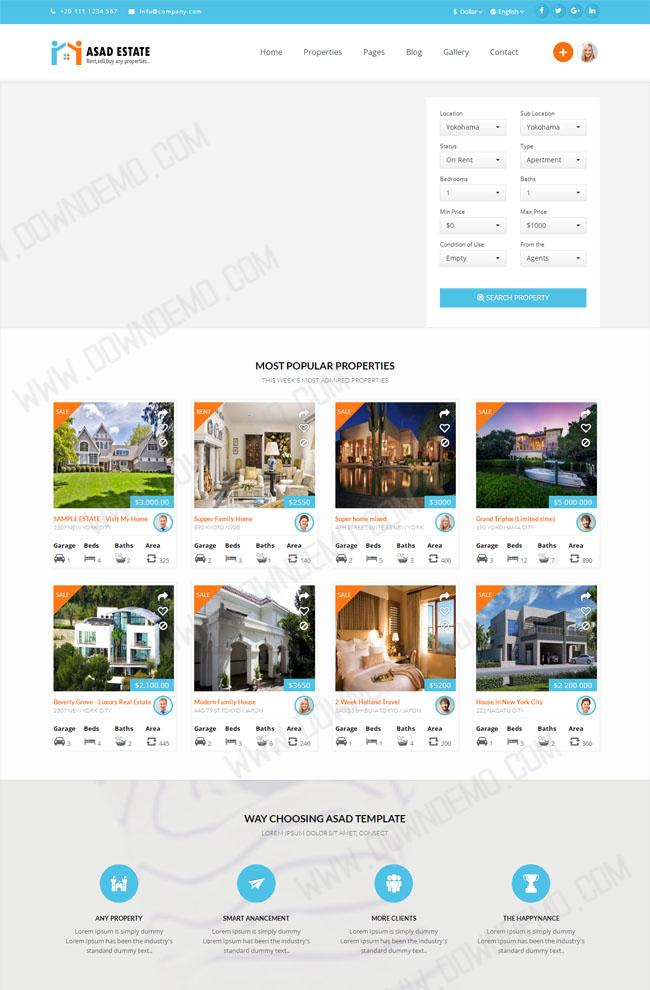 +20 111 1234 567 Info@company.com $ Dollar English
ASAD ESTATE
Rent,sell,buy any properties..
Home Properties Pages Blog Gallery Contact
Location Sub Location
Yokohama Yokohama
Status Type
On Rent Apertment
Bedrooms Baths
1 1
Min Price Max Price
$0 $1000
Condition of Use From the
Empty Agents
SEARCH PROPERTY
MOST POPULAR PROPERTIES
THIS WEEK'S MOST ADMIRED PROPERTIES
SALE RENT SALE SALE
$3,000.00 $2550 $3000 $5 000 000
SAMPLE ESTATE - Visit My Home Supper Family Home Super home mixed Grand Triplex (Limited time)
2307 NEW YORK CITY 890 KYOTO N908 NEW YORK 190 YOKOHAMA CITY
Garage Beds Baths Area Garage Beds Baths Area Garage Beds Baths Area Garage Beds Baths Area
1 4 2 325 2 3 1 140 2 5 3 400 3 12 7 890
SALE SALE SALE SALE
$2.100.00 $3650 $5200 $2 200 000
Beverly Grove - Luxury Real Estate Modern Family House 2 Week Holland Travel House in New York City
2307 NEW YORK CITY 440/79 ST TOKYO / JAPON TOKYO / JAPON 222 NAGATU CITY
Garage Beds Baths Area Garage Beds Baths Area Garage Beds Baths Area Garage Beds Baths Area
3 4 2 445 2 3 6 240 1 1 4 200 1 5 2 360
WAY CHOOSING ASAD TEMPLATE
LOREM IPSUM DOLOR SIT AMET, CONSECT
ANY PROPERTY SMART ANANCEMENT MORE CLIENTS THE HAPPYNANCE
Lorem ipsum is simply dummy Lorem ipsum is simply dummy Lorem ipsum is simply dummy Lorem ipsum is simply dummy
Lorem Ipsum has been the industry's Lorem Ipsum has been the industry's Lorem Ipsum has been the industry's Lorem Ipsum has been the industry's
standard dummy text.. standard dummy text.. standard dummy text.. standard dummy text..
WWW.DOWNDEMO.COM
WWW.DOWNDEMO.COM
WWW.DOWNDEMO.COM
WWW.DOWNDEMO.COM